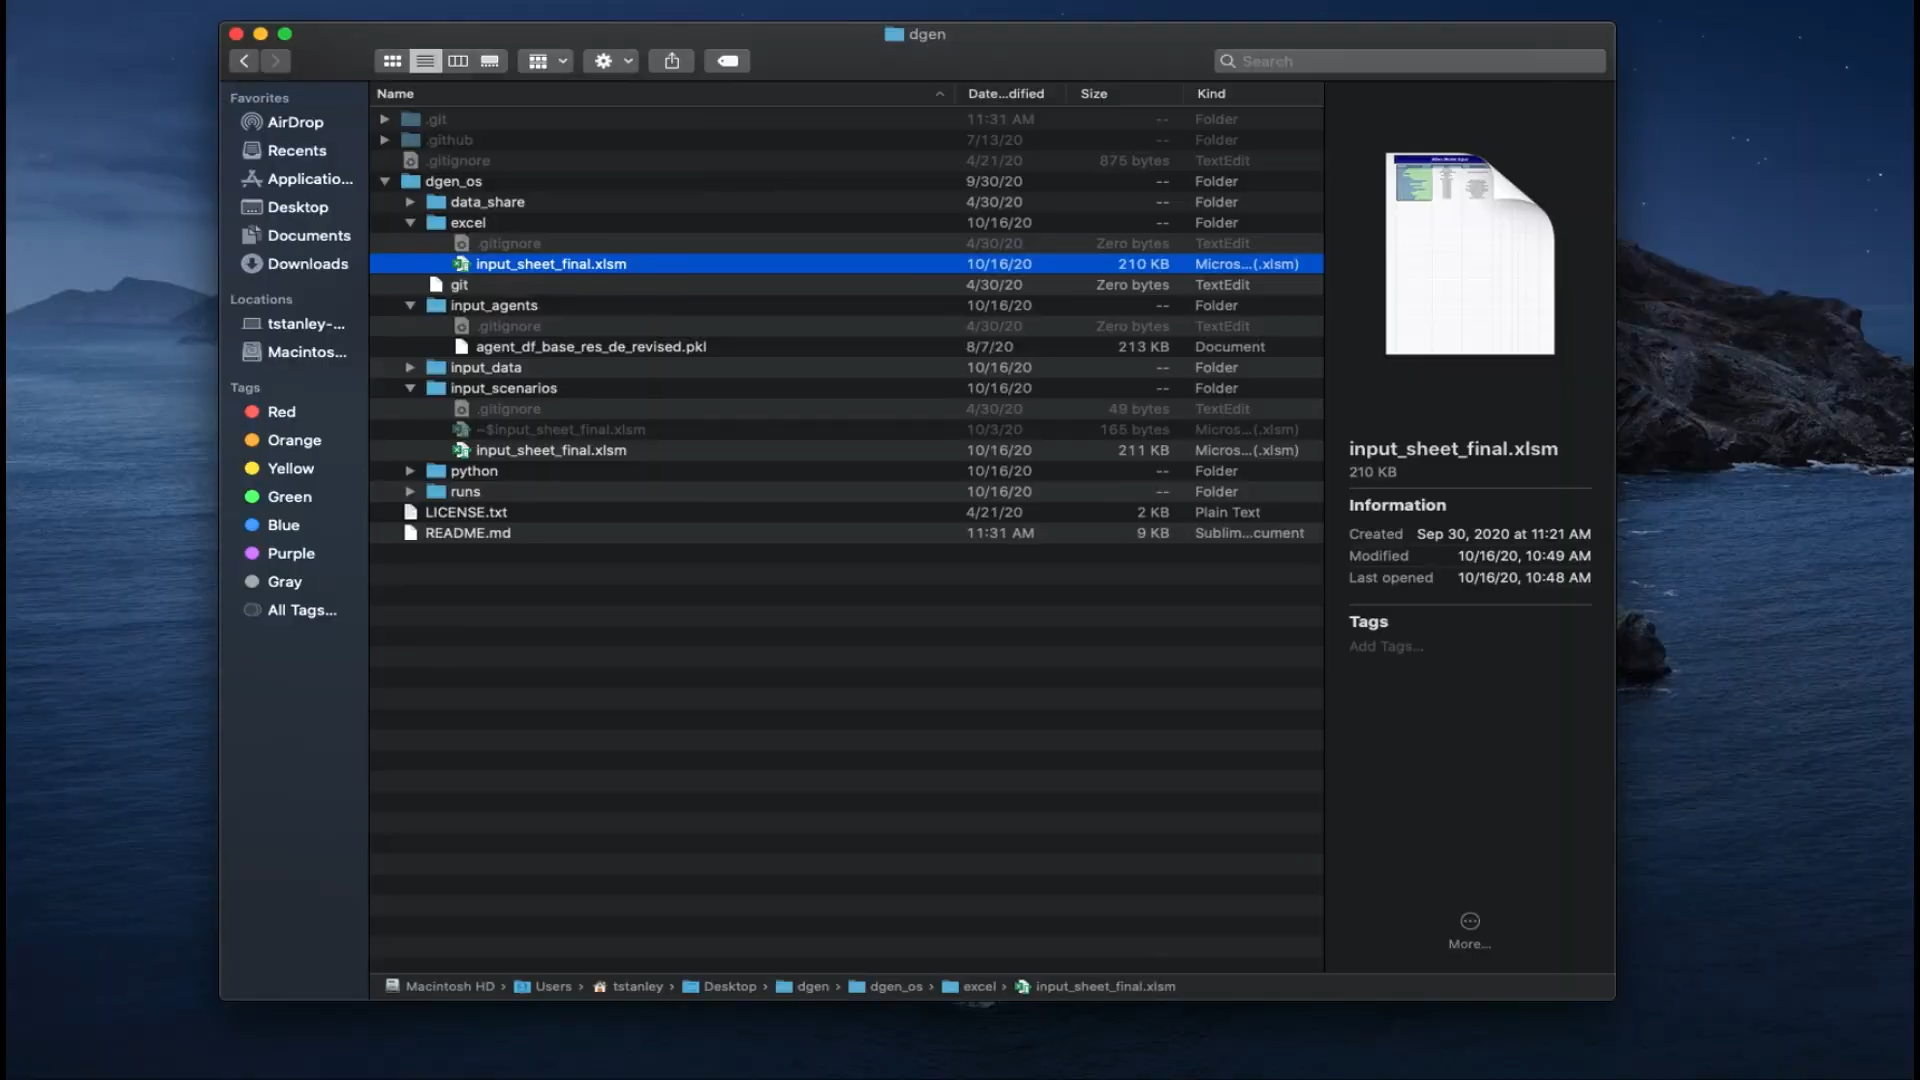 dgen
Search
Favorites
AirDrop
Recents
Applicatio...
Desktop
Documents
Downloads
Locations
tstanley-...
Macintos...
Tags
Red
Orange
Yellow
Green
Blue
Purple
Gray
All Tags...
Name Date...dified Size Kind
.git 11:31 AM -- Folder
.github 7/13/20 -- Folder
.gitignore 4/21/20 875 bytes TextEdit
dgen_os 9/30/20 -- Folder
data_share 4/30/20 -- Folder
excel 10/16/20 -- Folder
.gitignore 4/30/20 Zero bytes TextEdit
input_sheet_final.xlsm 10/16/20 210 KB Micros...(.xlsm)
git 4/30/20 Zero bytes TextEdit
input_agents 10/16/20 -- Folder
.gitignore 4/30/20 Zero bytes TextEdit
agent_df_base_res_de_revised.pkl 8/7/20 213 KB Document
input_data 10/16/20 -- Folder
input_scenarios 10/16/20 -- Folder
.gitignore 4/30/20 49 bytes TextEdit
~$input_sheet_final.xlsm 10/3/20 165 bytes Micros...(.xlsm)
input_sheet_final.xlsm 10/16/20 211 KB Micros...(.xlsm)
python 10/16/20 -- Folder
runs 10/16/20 -- Folder
LICENSE.txt 4/21/20 2 KB Plain Text
README.md 11:31 AM 9 KB Sublim...cument
input_sheet_final.xlsm
210 KB
Information
Created Sep 30, 2020 at 11:21 AM
Modified 10/16/20, 10:49 AM
Last opened 10/16/20, 10:48 AM
Tags
Add Tags...
More...
Macintosh HD › Users › tstanley › Desktop › dgen › dgen_os › excel › input_sheet_final.xlsm